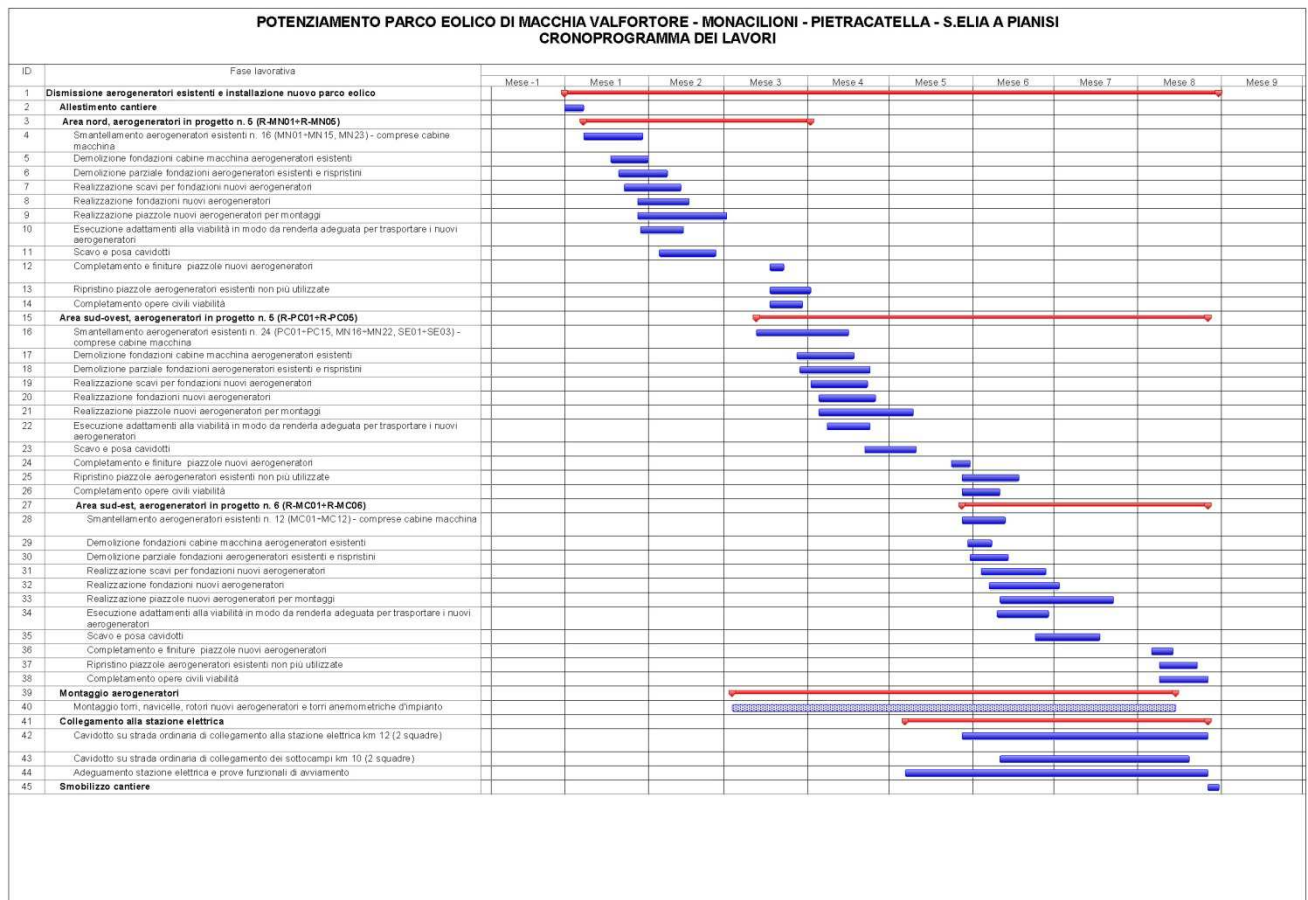 POTENZIAMENTO PARCO EOLICO DI MACCHIA VALFORTORE - MONACILIONI - PIETRACATELLA - S.ELIA A PIANISI
CRONOPROGRAMMA DEI LAVORI
ID Fase lavorativa
Mese -1 Mese 1 Mese 2 Mese 3 Mese 4 Mese 5 Mese 6 Mese 7 Mese 8 Mese 9
1 Dismissione aerogeneratori esistenti e installazione nuovo parco eolico
2 Allestimento cantiere
3 Area nord, aerogeneratori in progetto n. 5 (R-MN01÷R-MN05)
4 Smantellamento aerogeneratori esistenti n. 16 (MN01÷MN15, MN23) - comprese cabine
macchina
5 Demolizione fondazioni cabine macchina aerogeneratori esistenti
6 Demolizione parziale fondazioni aerogeneratori esistenti e rispristini
7 Realizzazione scavi per fondazioni nuovi aerogeneratori
8 Realizzazione fondazioni nuovi aerogeneratori
9 Realizzazione piazzole nuovi aerogeneratori per montaggi
10 Esecuzione adattamenti alla viabilità in modo da renderla adeguata per trasportare i nuovi
aerogeneratori
11 Scavo e posa cavidotti
12 Completamento e finiture piazzole nuovi aerogeneratori
13 Ripristino piazzole aerogeneratori esistenti non più utilizzate
14 Completamento opere civili viabilità
15 Area sud-ovest, aerogeneratori in progetto n. 5 (R-PC01÷R-PC05)
16 Smantellamento aerogeneratori esistenti n. 24 (PC01÷PC15, MN16÷MN22, SE01÷SE03) -
comprese cabine macchina
17 Demolizione fondazioni cabine macchina aerogeneratori esistenti
18 Demolizione parziale fondazioni aerogeneratori esistenti e rispristini
19 Realizzazione scavi per fondazioni nuovi aerogeneratori
20 Realizzazione fondazioni nuovi aerogeneratori
21 Realizzazione piazzole nuovi aerogeneratori per montaggi
22 Esecuzione adattamenti alla viabilità in modo da renderla adeguata per trasportare i nuovi
aerogeneratori
23 Scavo e posa cavidotti
24 Completamento e finiture piazzole nuovi aerogeneratori
25 Ripristino piazzole aerogeneratori esistenti non più utilizzate
26 Completamento opere civili viabilità
27 Area sud-est, aerogeneratori in progetto n. 6 (R-MC01÷R-MC06)
28 Smantellamento aerogeneratori esistenti n. 12 (MC01÷MC12) - comprese cabine macchina
29 Demolizione fondazioni cabine macchina aerogeneratori esistenti
30 Demolizione parziale fondazioni aerogeneratori esistenti e rispristini
31 Realizzazione scavi per fondazioni nuovi aerogeneratori
32 Realizzazione fondazioni nuovi aerogeneratori
33 Realizzazione piazzole nuovi aerogeneratori per montaggi
34 Esecuzione adattamenti alla viabilità in modo da renderla adeguata per trasportare i nuovi
aerogeneratori
35 Scavo e posa cavidotti
36 Completamento e finiture piazzole nuovi aerogeneratori
37 Ripristino piazzole aerogeneratori esistenti non più utilizzate
38 Completamento opere civili viabilità
39 Montaggio aerogeneratori
40 Montaggio torri, navicelle, rotori nuovi aerogeneratori e torri anemometriche d'impianto
41 Collegamento alla stazione elettrica
42 Cavidotto su strada ordinaria di collegamento alla stazione elettrica km 12 (2 squadre)
43 Cavidotto su strada ordinaria di collegamento dei sottocampi km 10 (2 squadre)
44 Adeguamento stazione elettrica e prove funzionali di avviamento
45 Smobilizzo cantiere